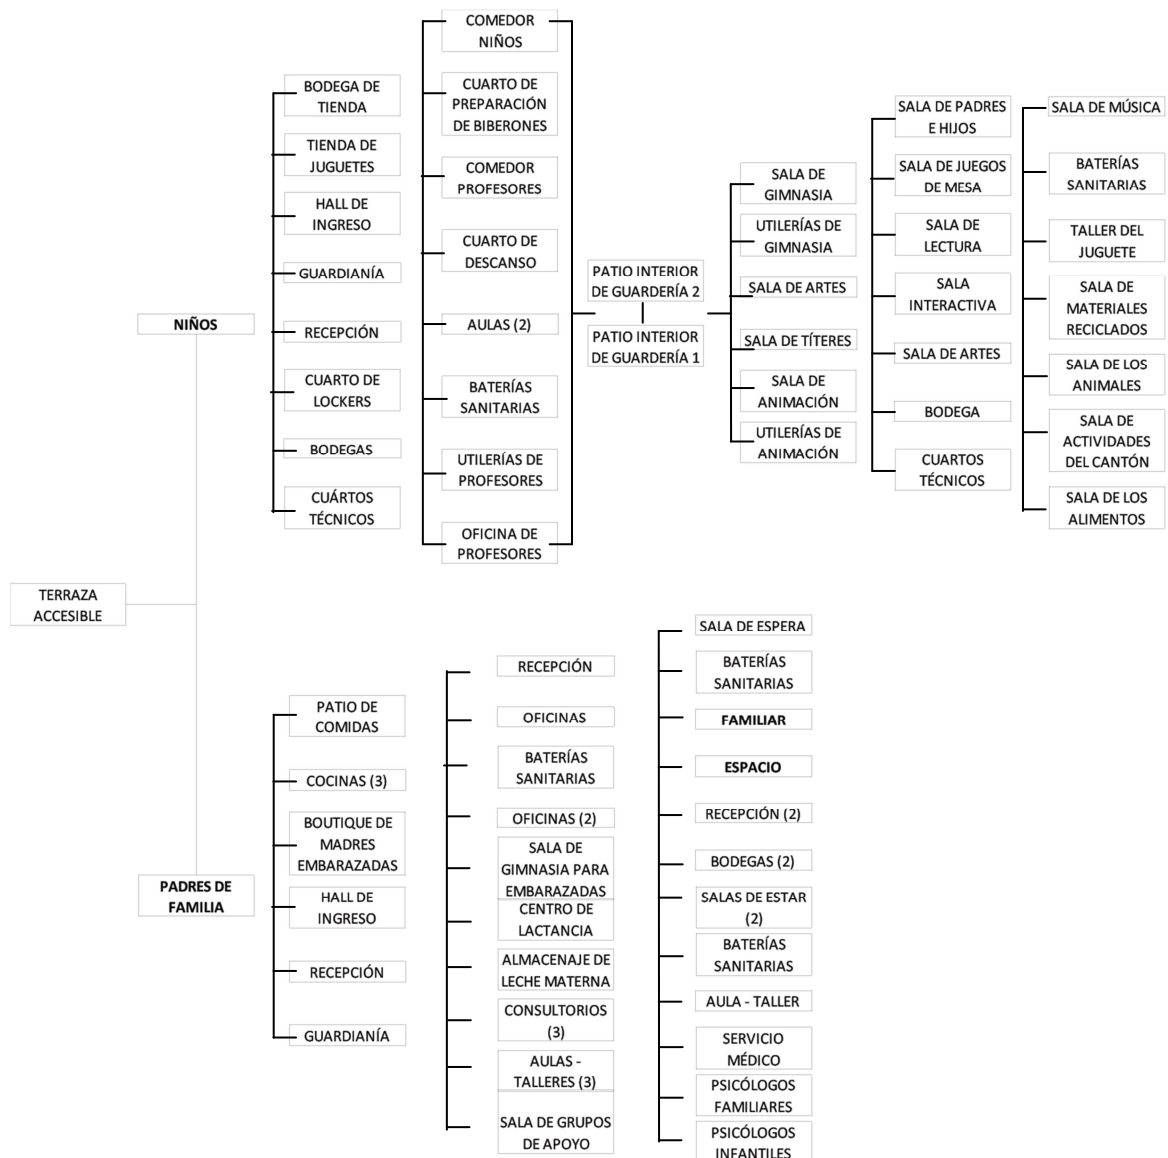 NIÑOS
BODEGA DE
TIENDA
TIENDA DE
JUGUETES
HALL DE
INGRESO
GUARDIANÍA
RECEPCIÓN
CUARTO DE
LOCKERS
BODEGAS
CUÁRTOS
TÉCNICOS
COMEDOR
NIÑOS
CUARTO DE
PREPARACIÓN
DE BIBERONES
COMEDOR
PROFESORES
CUARTO DE
DESCANSO
AULAS (2)
BATERÍAS
SANITARIAS
UTILERÍAS DE
PROFESORES
OFICINA DE
PROFESORES
PATIO INTERIOR
DE GUARDERÍA 2
PATIO INTERIOR
DE GUARDERÍA 1
SALA DE
GIMNASIA
UTILERÍAS DE
GIMNASIA
SALA DE ARTES
SALA DE TÍTERES
SALA DE
ANIMACIÓN
UTILERÍAS DE
ANIMACIÓN
SALA DE PADRES
E HIJOS
SALA DE JUEGOS
DE MESA
SALA DE
LECTURA
SALA
INTERACTIVA
SALA DE ARTES
BODEGA
CUARTOS
TÉCNICOS
SALA DE MÚSICA
BATERÍAS
SANITARIAS
TALLER DEL
JUGUETE
SALA DE
MATERIALES
RECICLADOS
SALA DE LOS
ANIMALES
SALA DE
ACTIVIDADES
DEL CANTÓN
SALA DE LOS
ALIMENTOS
TERRAZA
ACCESIBLE
PADRES DE
FAMILIA
PATIO DE
COMIDAS
COCINAS (3)
BOUTIQUE DE
MADRES
EMBARAZADAS
HALL DE
INGRESO
RECEPCIÓN
GUARDIANÍA
RECEPCIÓN
OFICINAS
BATERÍAS
SANITARIAS
OFICINAS (2)
SALA DE
GIMNASIA PARA
EMBARAZADAS
CENTRO DE
LACTANCIA
ALMACENAJE DE
LECHE MATERNA
CONSULTORIOS
(3)
AULAS -
TALLERES (3)
SALA DE GRUPOS
DE APOYO
SALA DE ESPERA
BATERÍAS
SANITARIAS
FAMILIAR
ESPACIO
RECEPCIÓN (2)
BODEGAS (2)
SALAS DE ESTAR
(2)
BATERÍAS
SANITARIAS
AULA - TALLER
SERVICIO
MÉDICO
PSICÓLOGOS
FAMILIARES
PSICÓLOGOS
INFANTILES